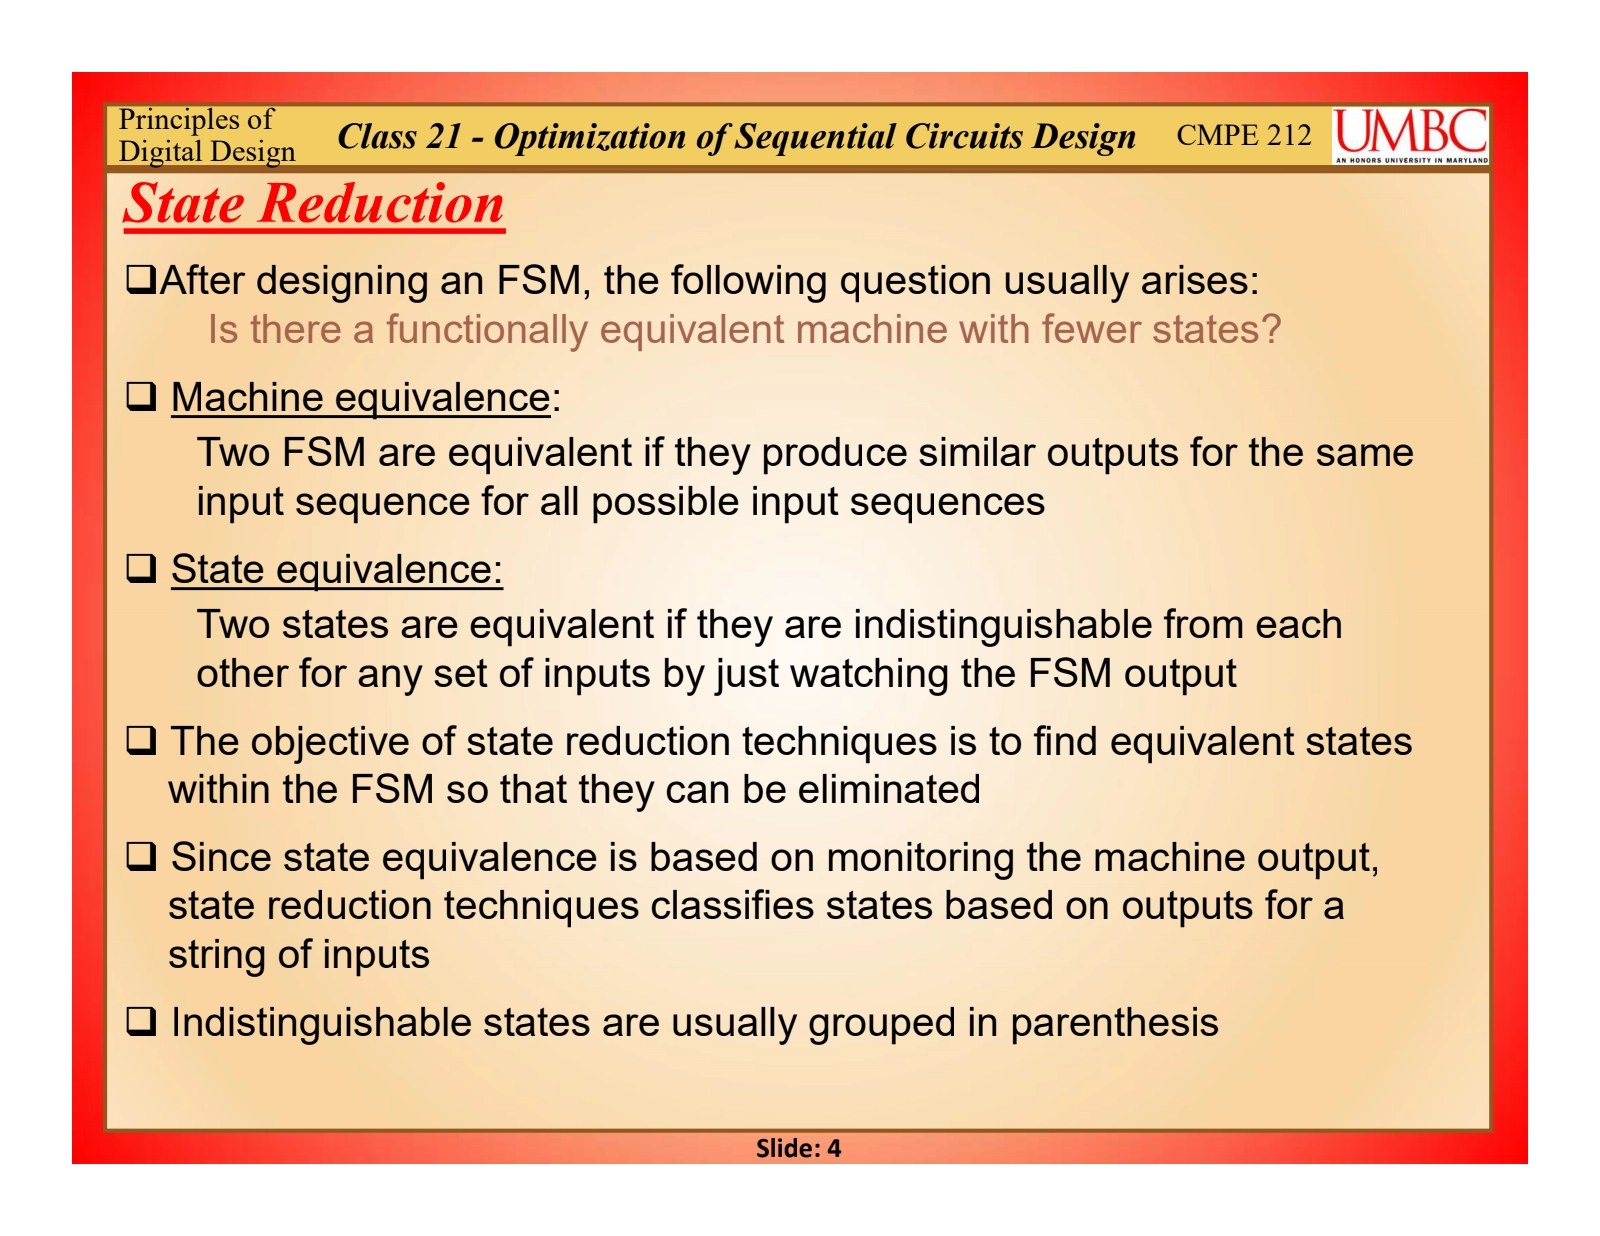 Principles of
Digital Design
Class 21 - Optimization of Sequential Circuits Design
CMPE 212
UMBC
AN HONORS UNIVERSITY IN MARYLAND
State Reduction
❑After designing an FSM, the following question usually arises:
Is there a functionally equivalent machine with fewer states?
❑ Machine equivalence:
Two FSM are equivalent if they produce similar outputs for the same
input sequence for all possible input sequences
❑ State equivalence:
Two states are equivalent if they are indistinguishable from each
other for any set of inputs by just watching the FSM output
❑ The objective of state reduction techniques is to find equivalent states
within the FSM so that they can be eliminated
❑ Since state equivalence is based on monitoring the machine output,
state reduction techniques classifies states based on outputs for a
string of inputs
❑ Indistinguishable states are usually grouped in parenthesis
Slide: 4